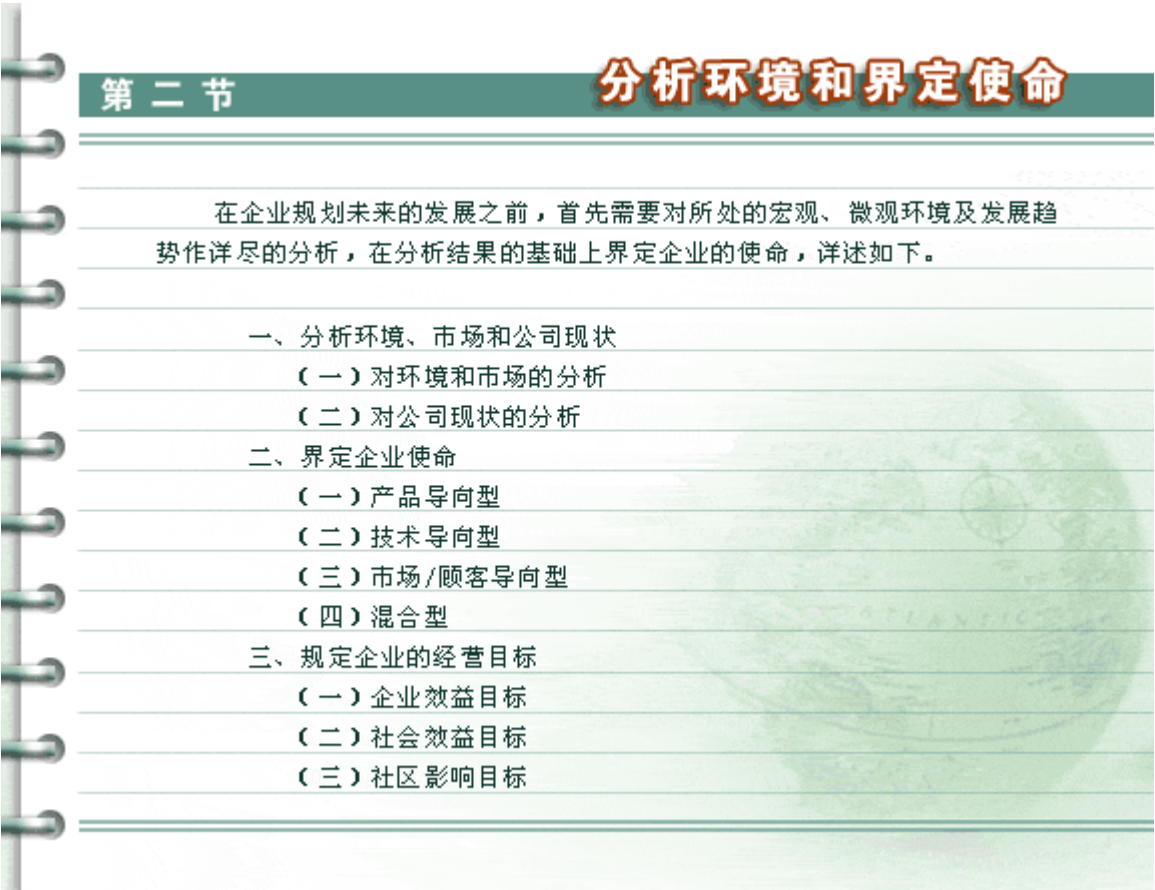 第二节
分析环境和界定使命
在企业规划未来的发展之前，首先需要对所处的宏观、微观环境及发展趋
势作详尽的分析，在分析结果的基础上界定企业的使命，详述如下。
一、分析环境、市场和公司现状
（一）对环境和市场的分析
（二）对公司现状的分析
二、界定企业使命
（一）产品导向型
（二）技术导向型
（三）市场/顾客导向型
（四）混合型
三、规定企业的经营目标
（一）企业效益目标
（二）社会效益目标
（三）社区影响目标